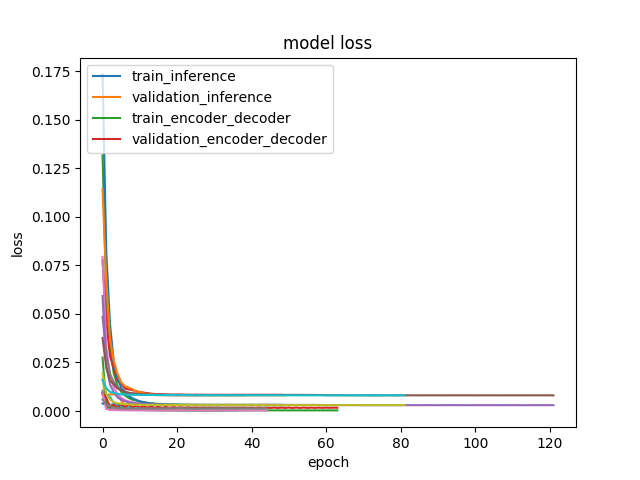 model loss
train_inference
validation_inference
train_encoder_decoder
validation_encoder_decoder
loss
0.175
0.150
0.125
0.100
0.075
0.050
0.025
0.000
0 20 40 60 80 100 120
epoch